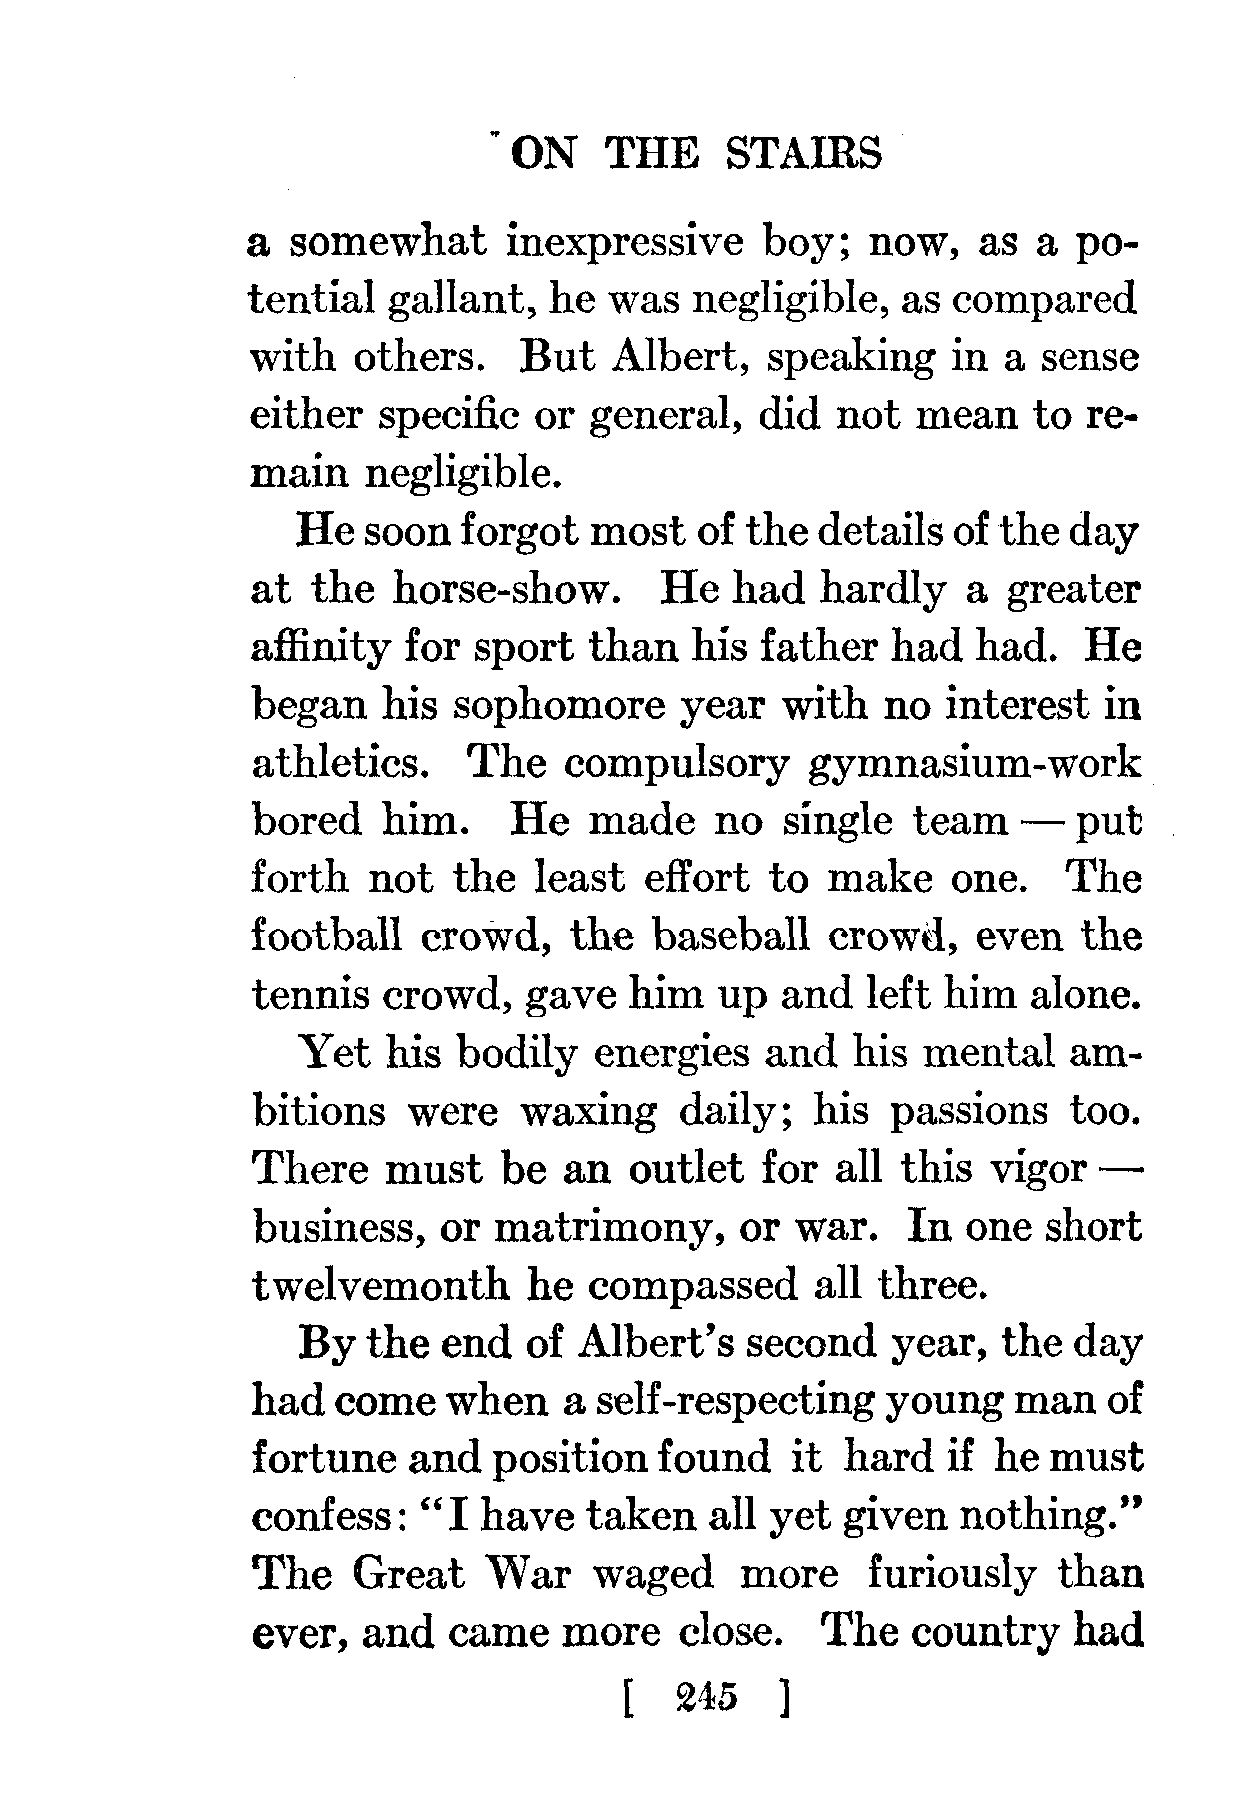 ON THE STAIRS
a somewhat inexpressive boy; now, as a po-
tential gallant, he was negligible, as compared
with others. But Albert, speaking in a sense
either specific or general, did not mean to re-
main negligible.
He soon forgot most of the details of the day
at the horse-show. He had hardly a greater
affinity for sport than his father had had. He
began his sophomore year with no interest in
athletics. The compulsory gymnasium-work
bored him. He made no single team — put
forth not the least effort to make one. The
football crowd, the baseball crowd, even the
tennis crowd, gave him up and left him alone.
Yet his bodily energies and his mental am-
bitions were waxing daily; his passions too.
There must be an outlet for all this vigor —
business, or matrimony, or war. In one short
twelvemonth he compassed all three.
By the end of Albert's second year, the day
had come when a self-respecting young man of
fortune and position found it hard if he must
confess: "I have taken all yet given nothing."
The Great War waged more furiously than
ever, and came more close. The country had
[ 245 ]